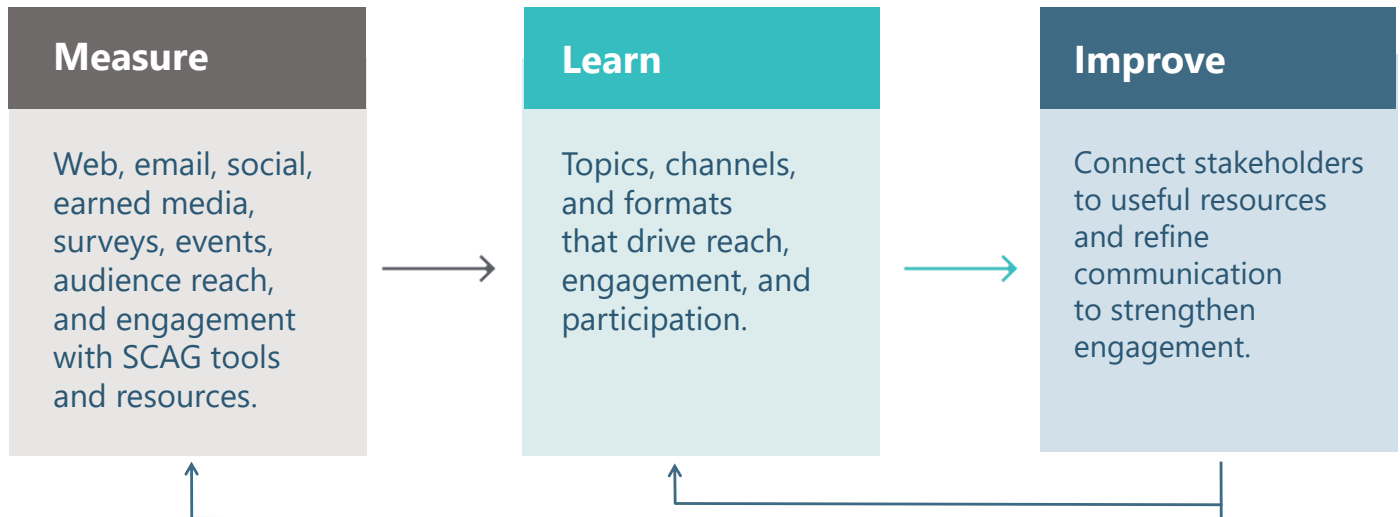 Measure
Web, email, social,
earned media,
surveys, events,
audience reach,
and engagement
with SCAG tools
and resources.
Learn
Topics, channels,
and formats
that drive reach,
engagement, and
participation.
Improve
Connect stakeholders
to useful resources
and refine
communication
to strengthen
engagement.